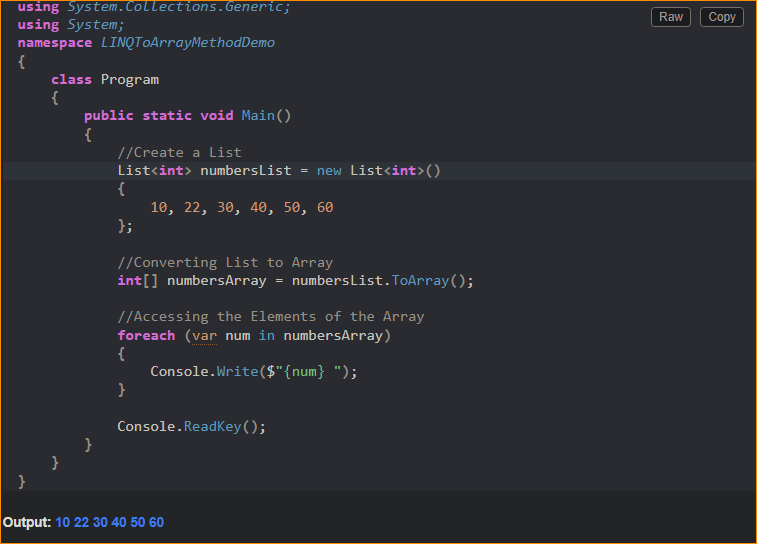 using System.Collections.Generic;
Raw Copy
using System;
namespace LINQToArrayMethodDemo
{
class Program
{
public static void Main()
{
//Create a List
List<int> numbersList = new List<int>()
{
10, 22, 30, 40, 50, 60
};
//Converting List to Array
int[] numbersArray = numbersList.ToArray();
//Accessing the Elements of the Array
foreach (var num in numbersArray)
{
Console.Write($"{num} ");
}
Console.ReadKey();
}
}
}
Output: 10 22 30 40 50 60